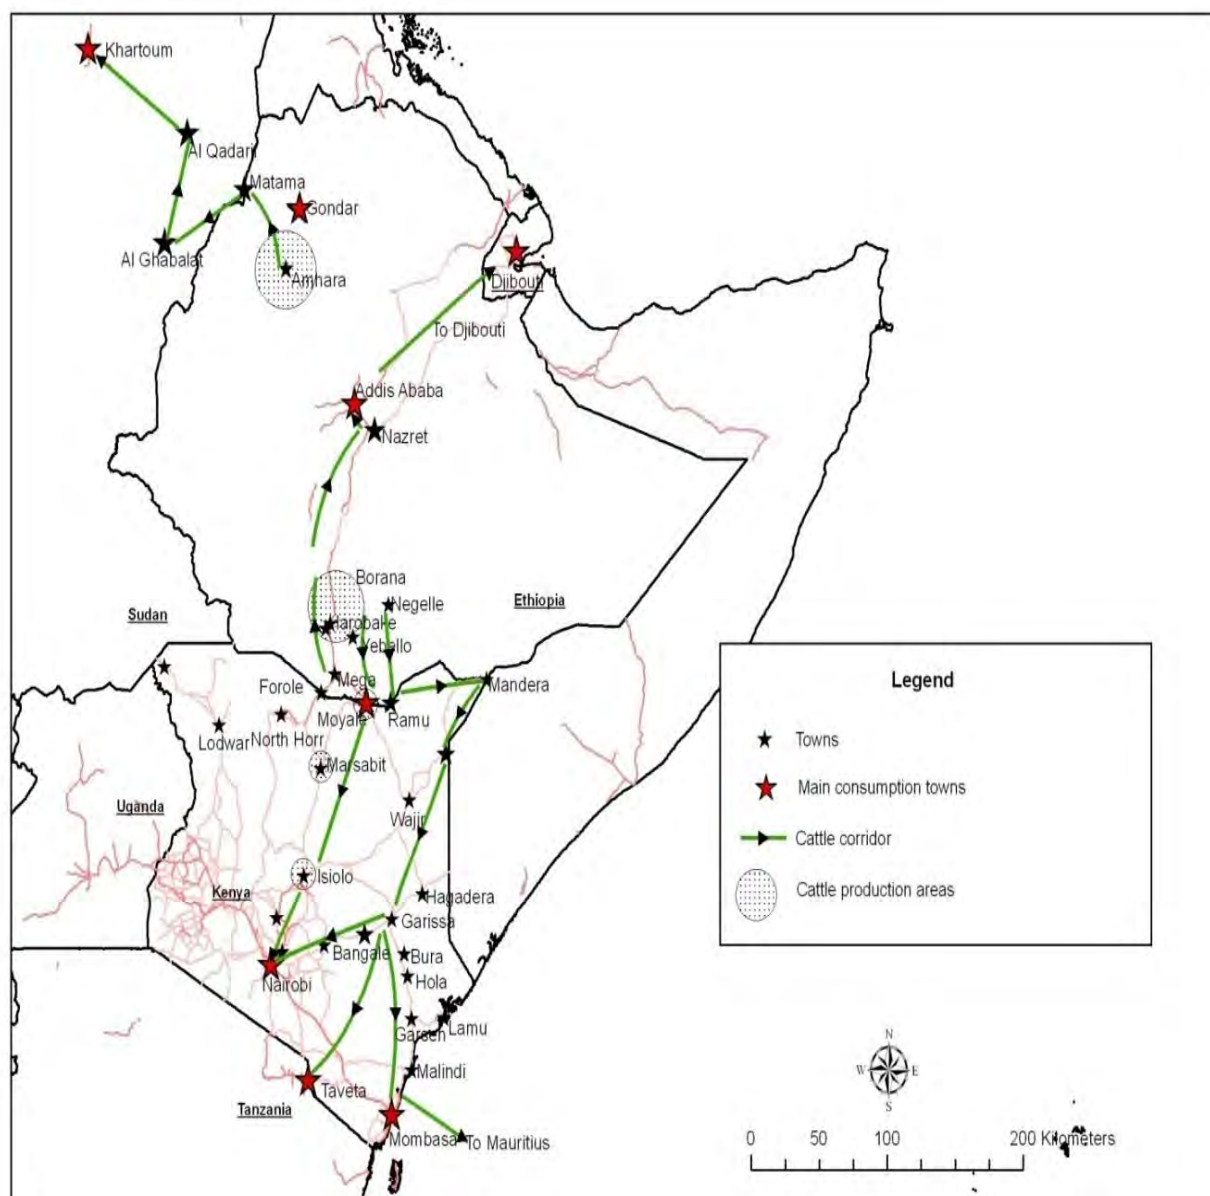 Khartoum
Al Qadarif
Matama
Gondar
Al Ghabalat
Amhara
Djibouti
To Djibouti
Addis Ababa
Nazret
Borana
Negelle
Ethiopia
Sudan
Harobake
Yeballo
Mega
Forole
Mandera
Moyale
Ramu
Lodwar
North Horr
Marsabit
Uganda
Wajir
Isiolo
Kenya
Hagadera
Garissa
Bangale
Bura
Nairobi
Hola
Garsen
Lamu
Malindi
Taveta
Tanzania
Mombasa
To Mauritius
Legend
Towns
Main consumption towns
Cattle corridor
Cattle production areas
N
W
E
S
0 50 100 200 Kilometers